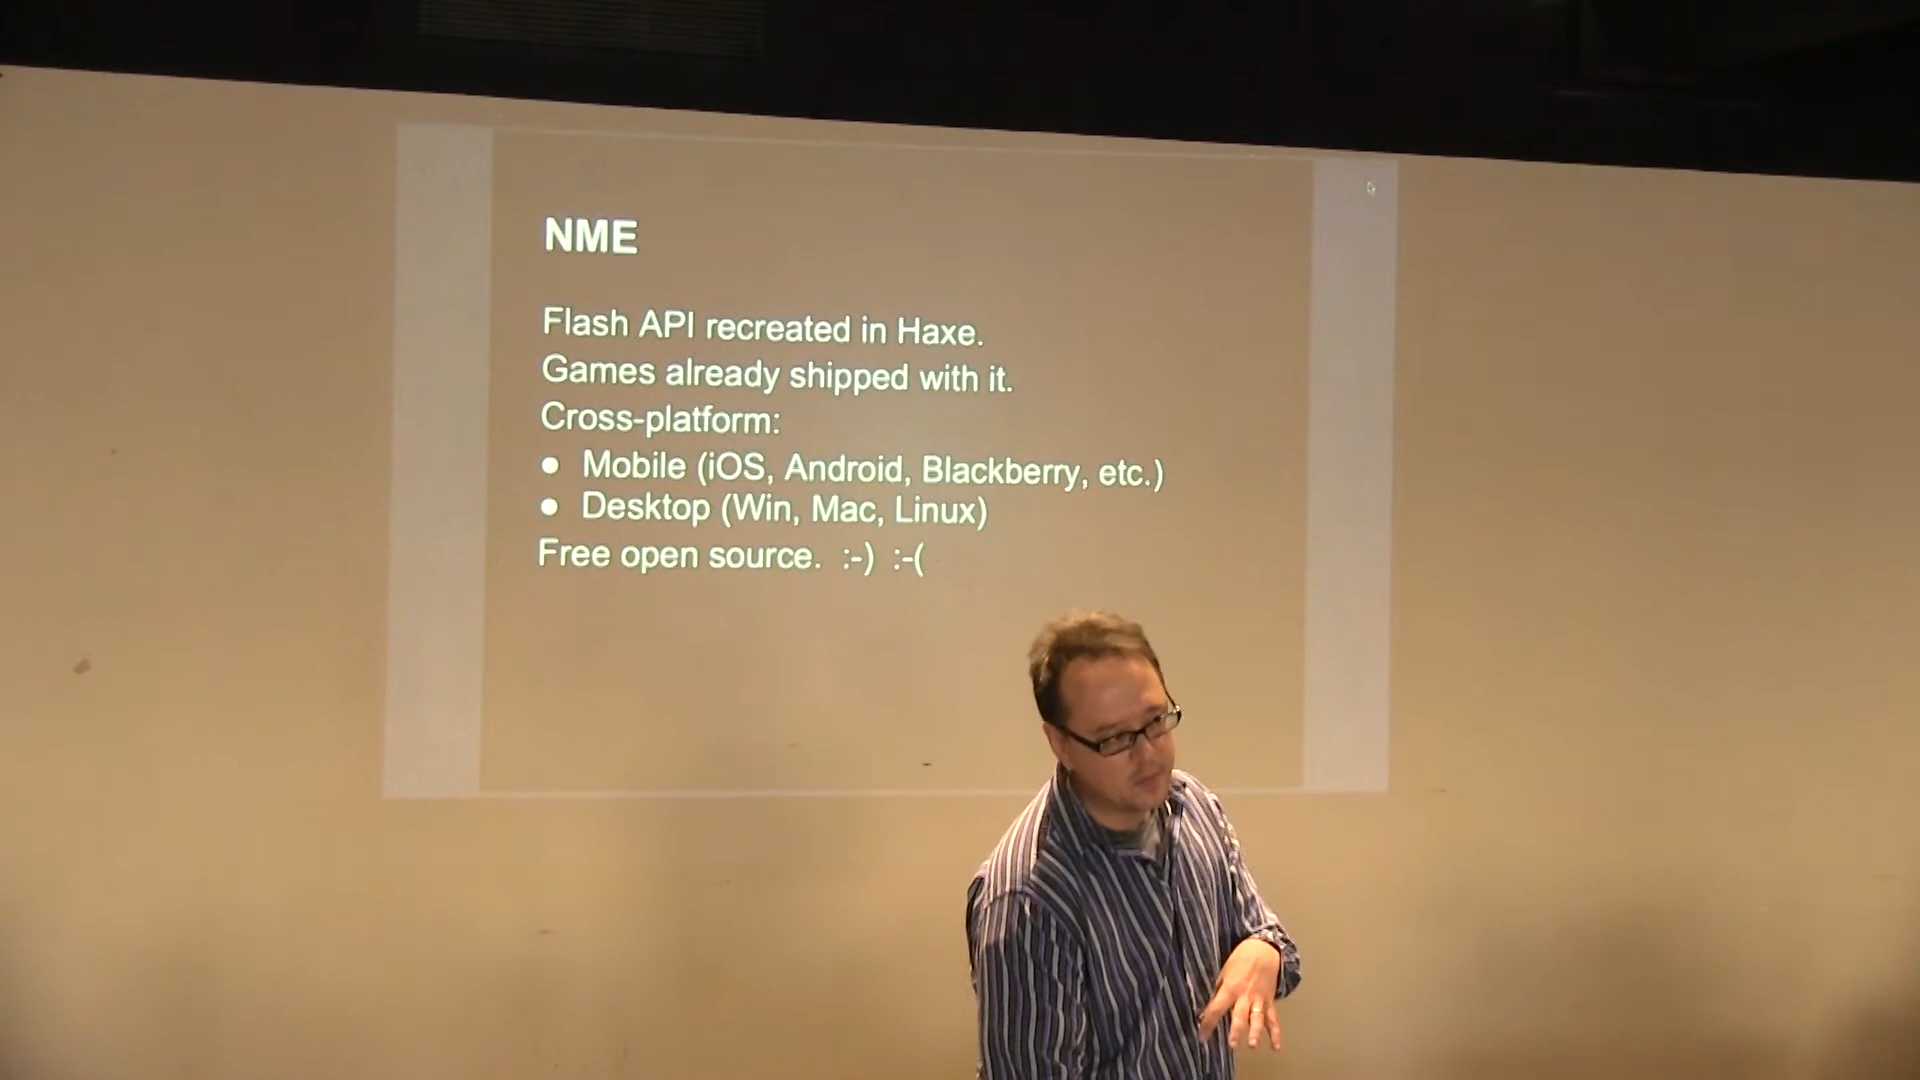 NME
Flash API recreated in Haxe.
Games already shipped with it.
Cross-platform:
● Mobile (iOS, Android, Blackberry, etc.)
● Desktop (Win, Mac, Linux)
Free open source. :-) :-(